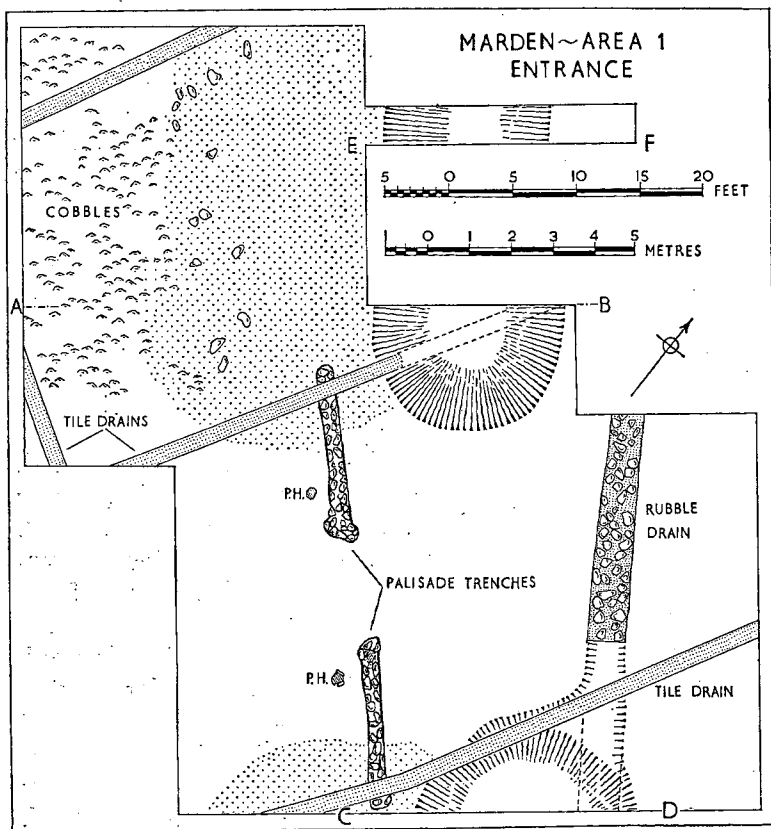 MARDEN~AREA 1
ENTRANCE
E
F
5 0 5 10 15 20
FEET
COBBLES
1 0 1 2 3 4 5
METRES
A
B
TILE DRAINS
P.H.
RUBBLE
DRAIN
PALISADE TRENCHES
P.H.
TILE DRAIN
C
D